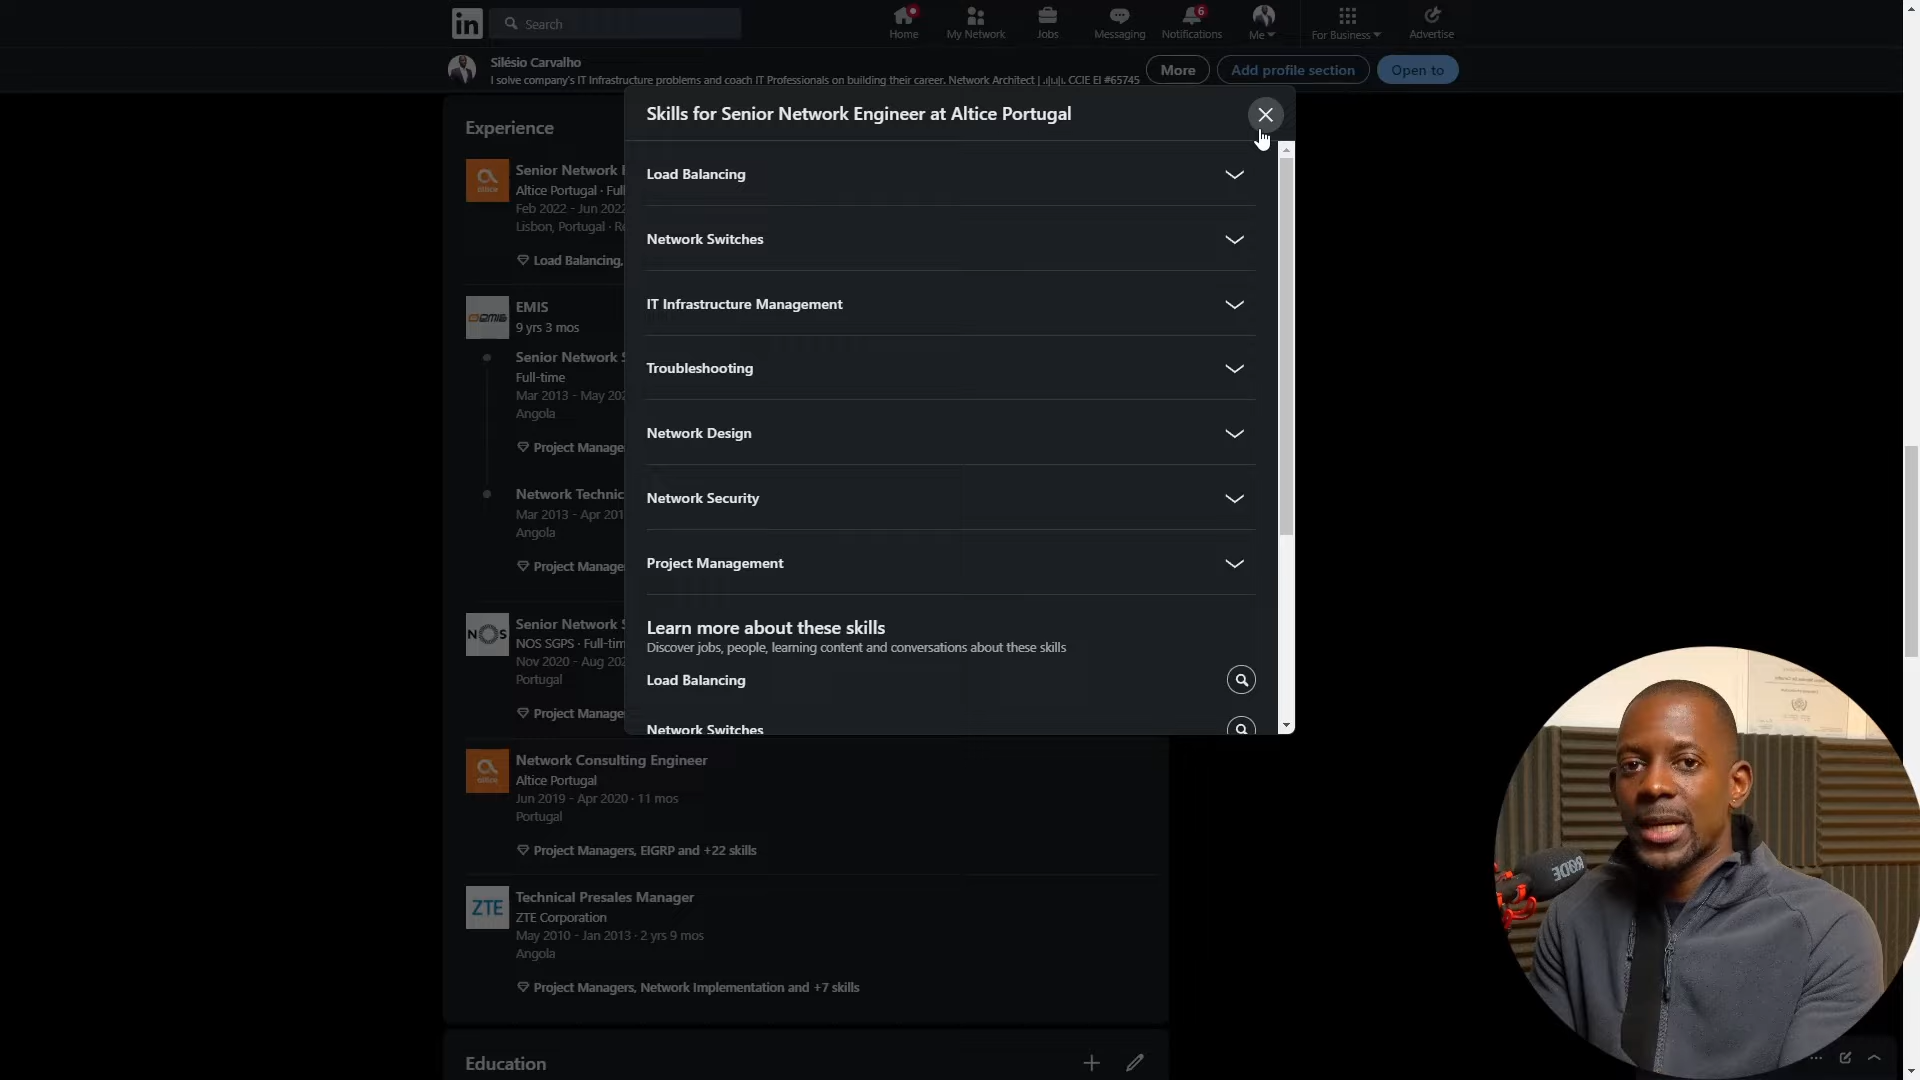 in
Search
Home
My Network
Jobs
Messaging
6
Notifications
Me
For Business
Advertise
Silésio Carvalho
I solve company's IT Infrastructure problems and coach IT Professionals on building their career. Network Architect | CCIE EI #65745
More
Add profile section
Open to
Skills for Senior Network Engineer at Altice Portugal
Load Balancing
Network Switches
IT Infrastructure Management
Troubleshooting
Network Design
Network Security
Project Management
Learn more about these skills
Discover jobs, people, learning content and conversations about these skills
Load Balancing
Network Switches
Experience
altice
Senior Network
Altice Portugal · Full
Feb 2022 - Jun 2022
Lisbon, Portugal ·
Load Balancing,
emis
EMIS
9 yrs 3 mos
Senior Network
Full-time
Mar 2013 - May
Angola
Project Manage
Network Technic
Mar 2013 - Apr 201
Angola
Project Manage
NOS
Senior Network
NOS SGPS · Full-tim
Nov 2020 - Aug
Portugal
Project Manage
altice
Network Consulting Engineer
Altice Portugal
Jun 2019 - Apr 2020 · 11 mos
Portugal
Project Managers, EIGRP and +22 skills
ZTE
Technical Presales Manager
ZTE Corporation
May 2010 - Jan 2013 · 2 yrs 9 mos
Angola
Project Managers, Network Implementation and +7 skills
Education
RODE